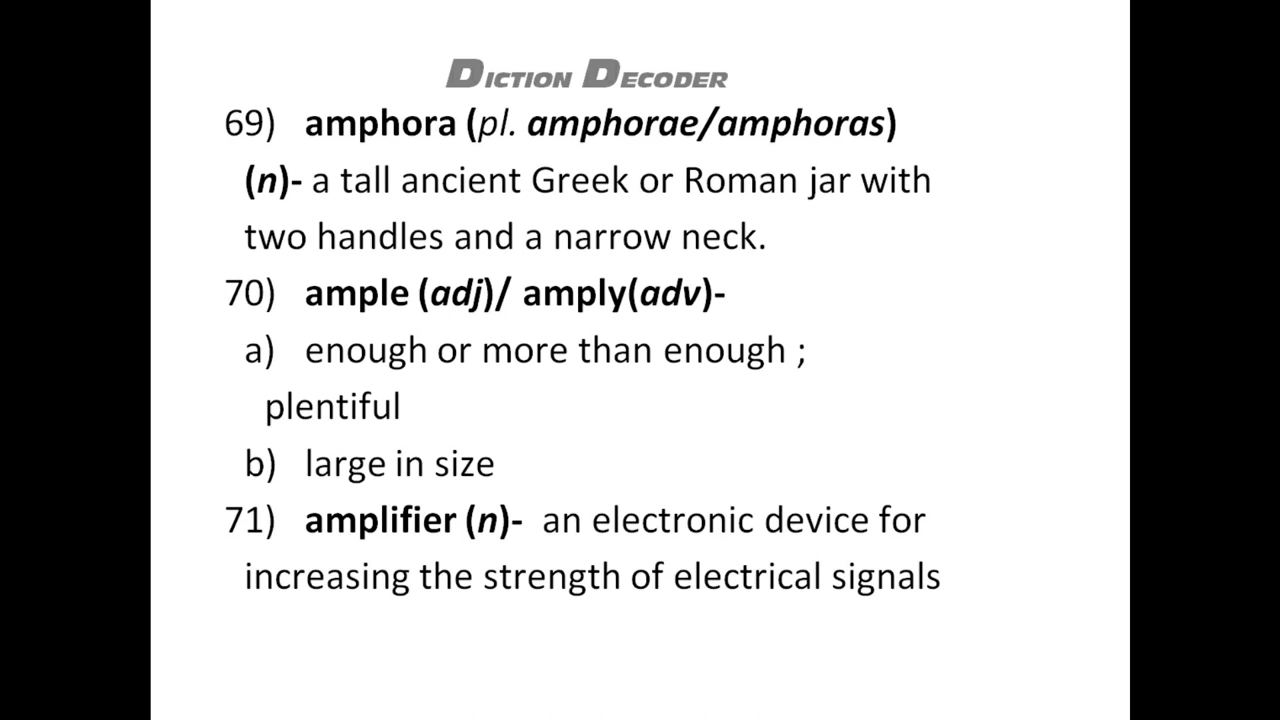 DICTION DECODER
69) amphora (pl. amphorae/amphoras)
(n)- a tall ancient Greek or Roman jar with
two handles and a narrow neck.
70) ample (adj)/ amply(adv)-
a) enough or more than enough ;
plentiful
b) large in size
71) amplifier (n)- an electronic device for
increasing the strength of electrical signals